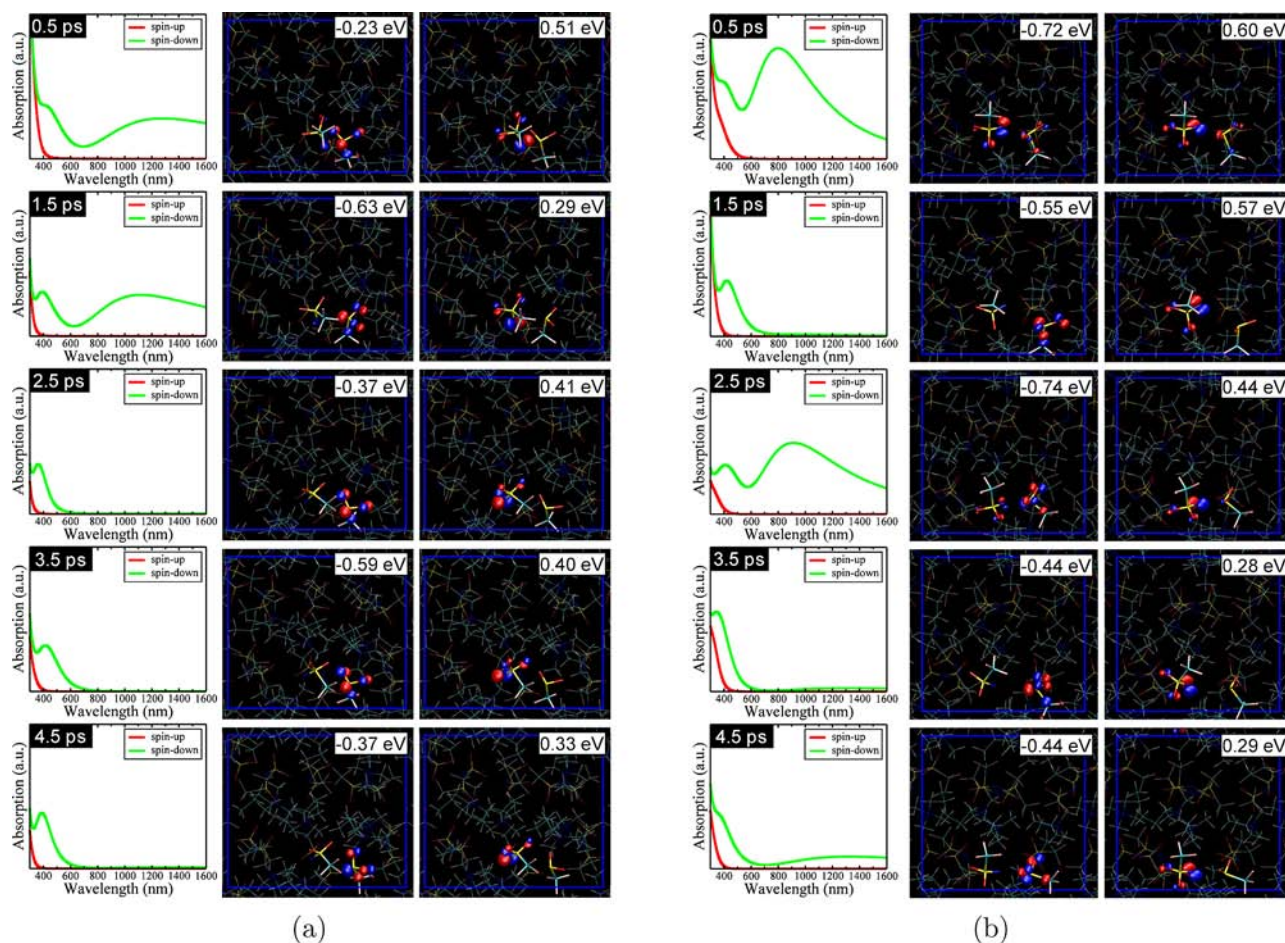 0.5 ps
spin-up
spin-down
Absorption (a.u.)
400 600 800 1000 1200 1400 1600
Wavelength (nm)
-0.23 eV
0.51 eV
1.5 ps
spin-up
spin-down
Absorption (a.u.)
400 600 800 1000 1200 1400 1600
Wavelength (nm)
-0.63 eV
0.29 eV
2.5 ps
spin-up
spin-down
Absorption (a.u.)
400 600 800 1000 1200 1400 1600
Wavelength (nm)
-0.37 eV
0.41 eV
3.5 ps
spin-up
spin-down
Absorption (a.u.)
400 600 800 1000 1200 1400 1600
Wavelength (nm)
-0.59 eV
0.40 eV
4.5 ps
spin-up
spin-down
Absorption (a.u.)
400 600 800 1000 1200 1400 1600
Wavelength (nm)
-0.37 eV
0.33 eV
(a)
0.5 ps
spin-up
spin-down
Absorption (a.u.)
400 600 800 1000 1200 1400 1600
Wavelength (nm)
-0.72 eV
0.60 eV
1.5 ps
spin-up
spin-down
Absorption (a.u.)
400 600 800 1000 1200 1400 1600
Wavelength (nm)
-0.55 eV
0.57 eV
2.5 ps
spin-up
spin-down
Absorption (a.u.)
400 600 800 1000 1200 1400 1600
Wavelength (nm)
-0.74 eV
0.44 eV
3.5 ps
spin-up
spin-down
Absorption (a.u.)
400 600 800 1000 1200 1400 1600
Wavelength (nm)
-0.44 eV
0.28 eV
4.5 ps
spin-up
spin-down
Absorption (a.u.)
400 600 800 1000 1200 1400 1600
Wavelength (nm)
-0.44 eV
0.29 eV
(b)